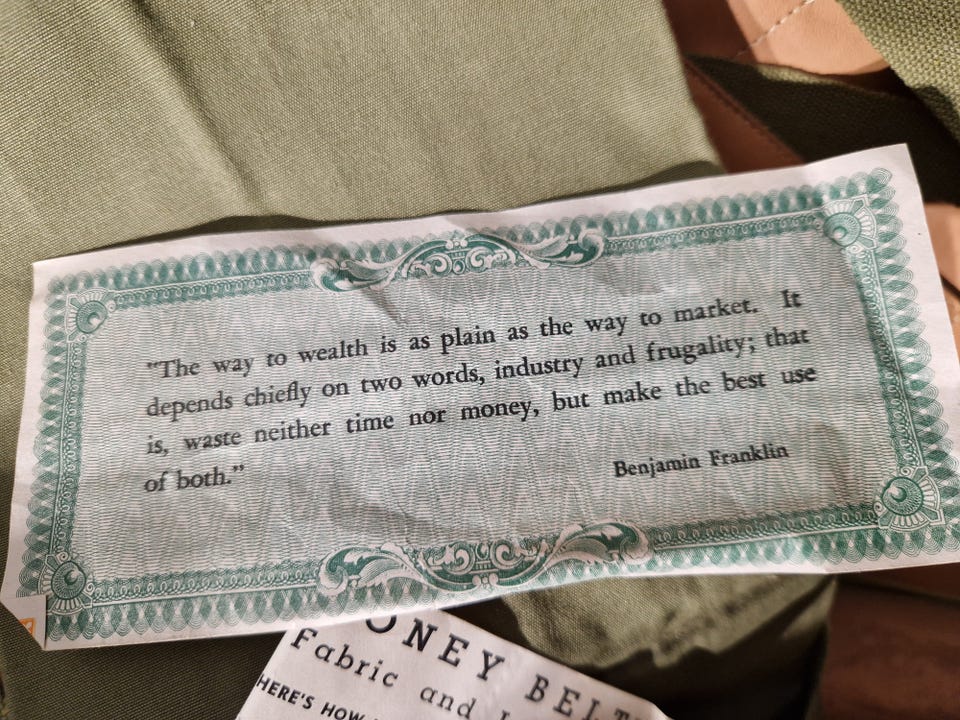 "The way to wealth is as plain as the way to market. It
depends chiefly on two words, industry and frugality; that
is, waste neither time nor money, but make the best use
of both."
Benjamin Franklin
ONEY BELT
Fabric and
HERE'S HOW